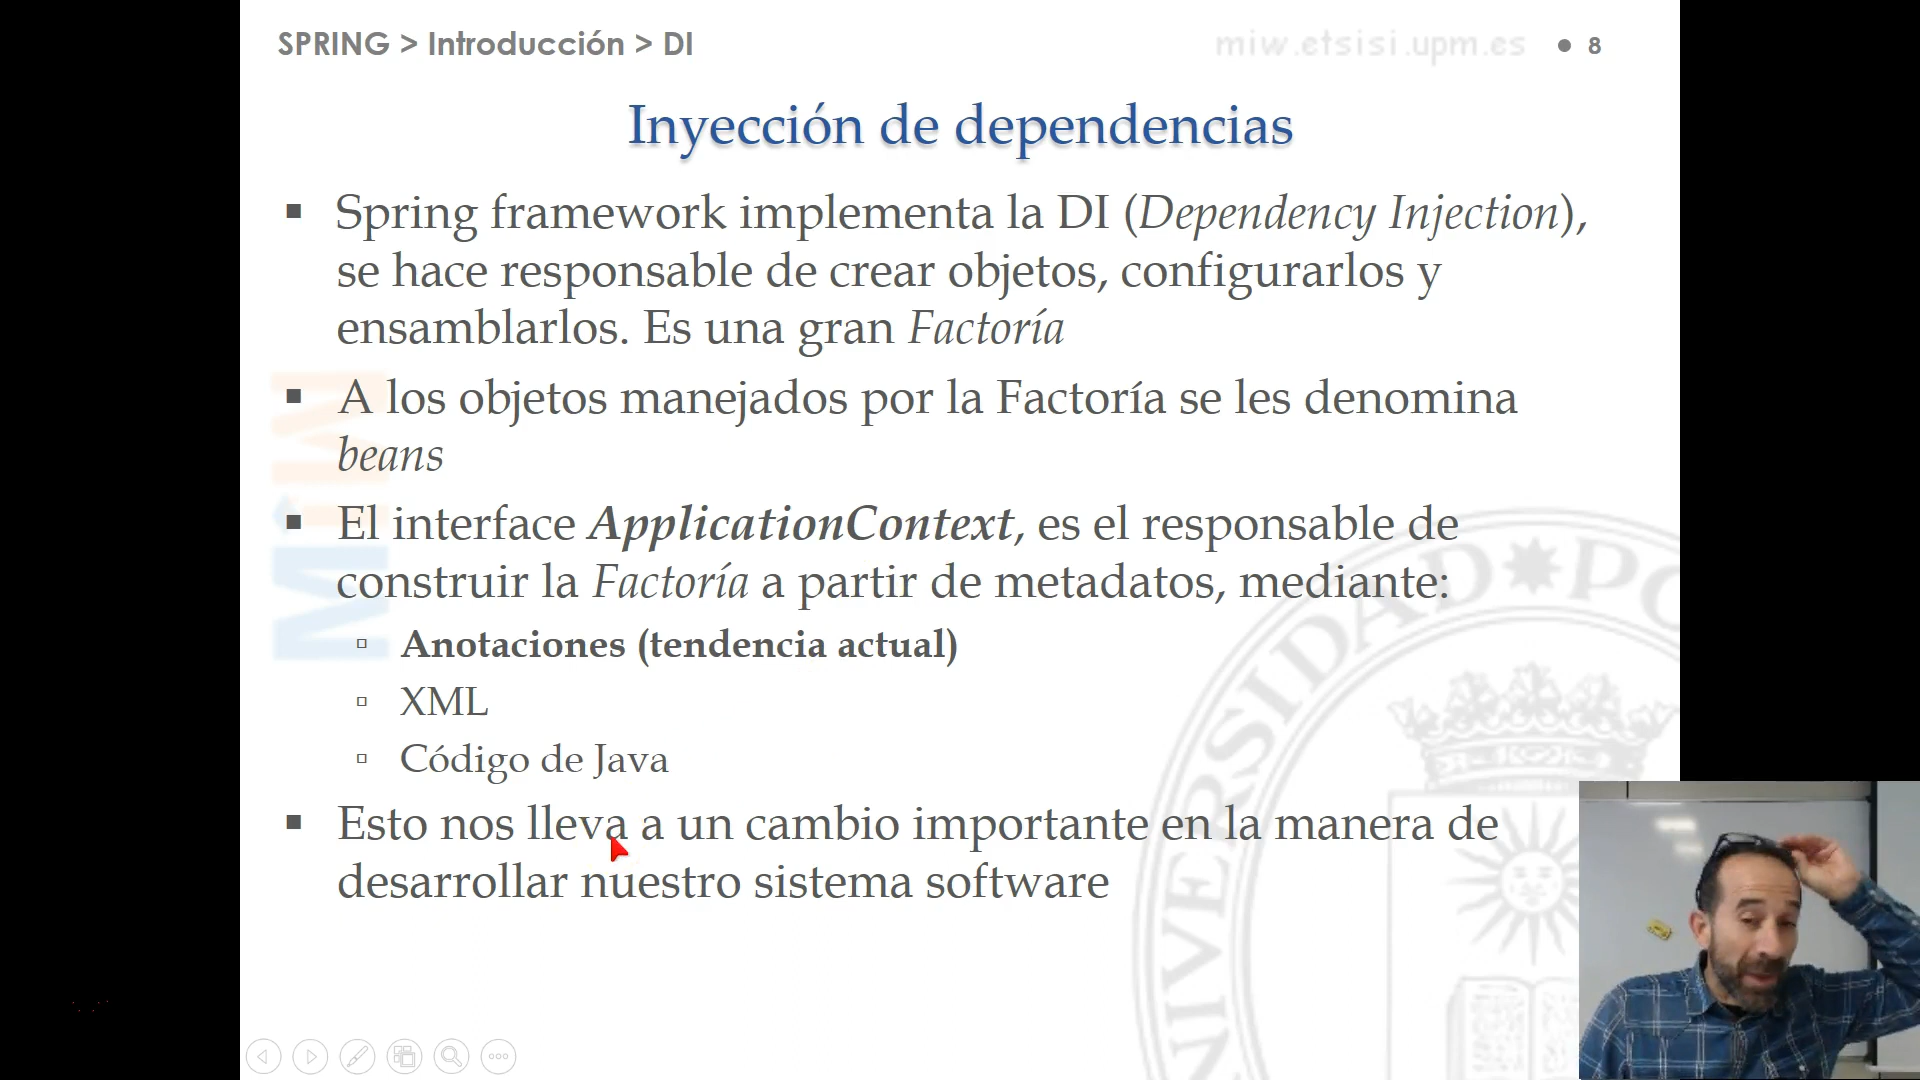 SPRING > Introducción > DI
miw.etsisi.upm.es
8
Inyección de dependencias
▪ Spring framework implementa la DI (Dependency Injection),
se hace responsable de crear objetos, configurarlos y
ensamblarlos. Es una gran Factoría
▪ A los objetos manejados por la Factoría se les denomina
beans
▪ El interface ApplicationContext, es el responsable de
construir la Factoría a partir de metadatos, mediante:
▫ Anotaciones (tendencia actual)
▫ XML
▫ Código de Java
▪ Esto nos lleva a un cambio importante en la manera de
desarrollar nuestro sistema software
MiW